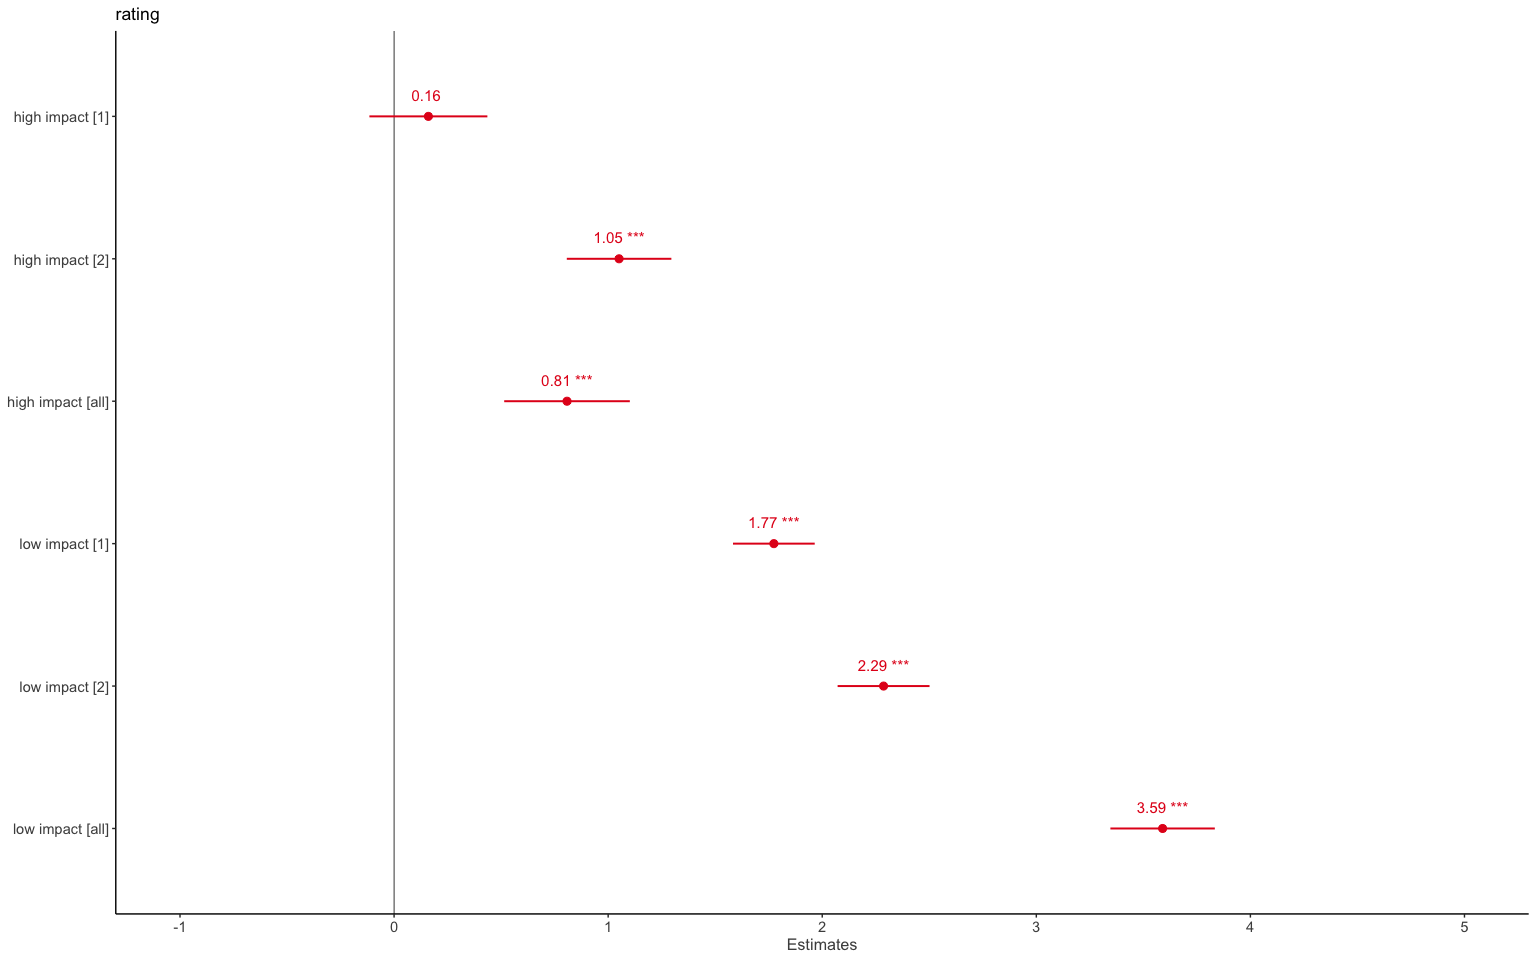 rating
high impact [1]
0.16
high impact [2]
1.05 ***
high impact [all]
0.81 ***
low impact [1]
1.77 ***
low impact [2]
2.29 ***
low impact [all]
3.59 ***
-1 0 1 2 3 4 5
Estimates